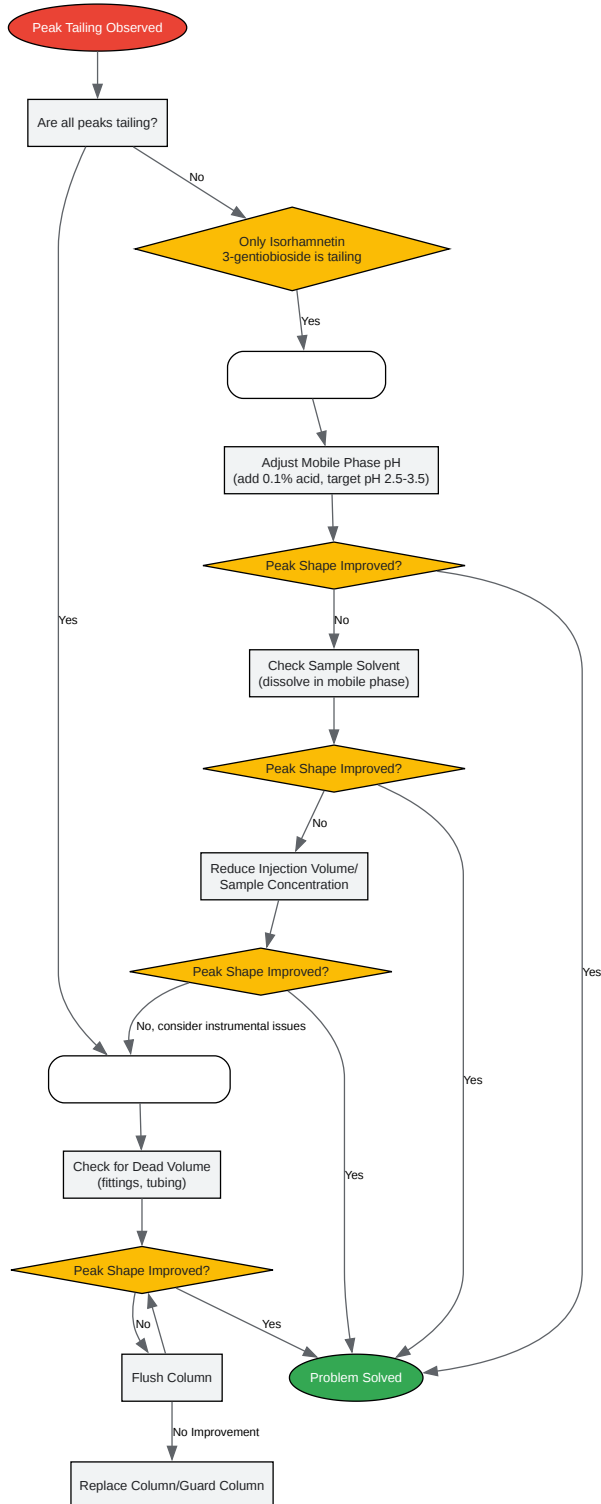 Peak Tailing Observed
Are all peaks tailing?
No
Only Isorhamnetin
3-gentiobioside is tailing
Yes
Adjust Mobile Phase pH
(add 0.1% acid, target pH 2.5-3.5)
Peak Shape Improved?
Yes
No
Check Sample Solvent
(dissolve in mobile phase)
Peak Shape Improved?
No
Reduce Injection Volume/
Sample Concentration
Peak Shape Improved?
Yes
No, consider instrumental issues
Yes
Yes
Check for Dead Volume
(fittings, tubing)
Peak Shape Improved?
No
Yes
Flush Column
Problem Solved
No Improvement
Replace Column/Guard Column